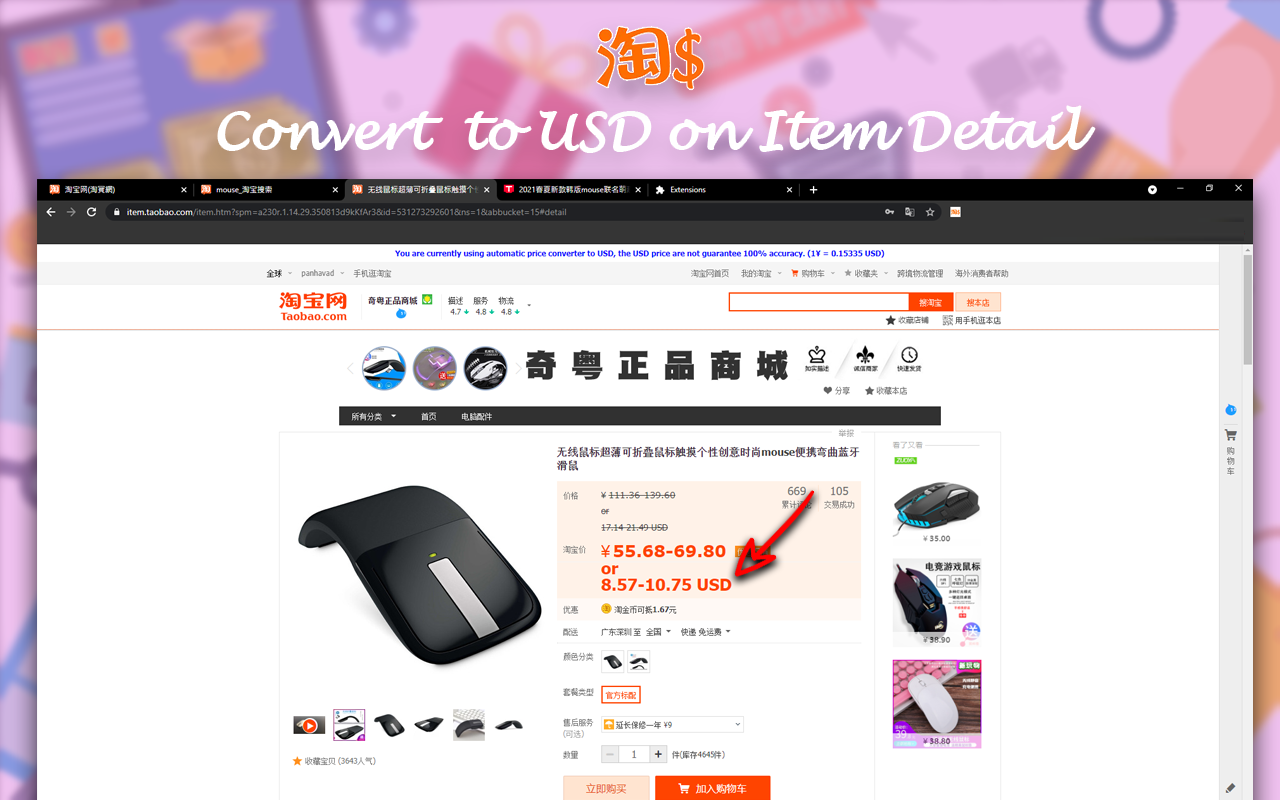 淘$
Convert to USD on Item Detail
淘宝网(淘寶網)
mouse_淘宝搜索
无线鼠标超薄可折叠鼠标触摸个性
2021春夏新款韩版mouse联名萌
Extensions
item.taobao.com/item.htm?spm=a230r.1.14.29.350813d9kKfAr3&id=531273292601&ns=1&abbucket=15#detail
You are currently using automatic price converter to USD, the USD price are not guarantee 100% accuracy. (1¥ = 0.15335 USD)
全球 panhavad 手机逛淘宝
淘宝网首页 我的淘宝 购物车 收藏夹 跨境物流管理 海外消费者帮助
淘宝网
Taobao.com
奇粤正品商城
描述 服务 物流
4.7 4.8 4.8
搜淘宝 搜本店
收藏店铺 用手机逛本店
奇粤正品商城
如实描述 诚信商家 快速发货
分享 收藏本店
所有分类 首页 电脑配件
举报
无线鼠标超薄可折叠鼠标触摸个性创意时尚mouse便携弯曲蓝牙
滑鼠
价格 ¥ 111.36-139.60
or
17.14-21.49 USD
669 105
累计评论 交易成功
淘宝价 ¥55.68-69.80
or
8.57-10.75 USD
优惠 淘金币可抵1.67元
配送 广东深圳 至 全国 快递 免运费
颜色分类
套餐类型 官方标配
售后服务 延长保修一年 ¥9
(可选)
数量 1 件(库存4645件)
立即购买 加入购物车
收藏宝贝 (3643人气)
看了又看
¥ 35.00
电竞游戏鼠标
¥ 38.90
¥ 38.80
购物车